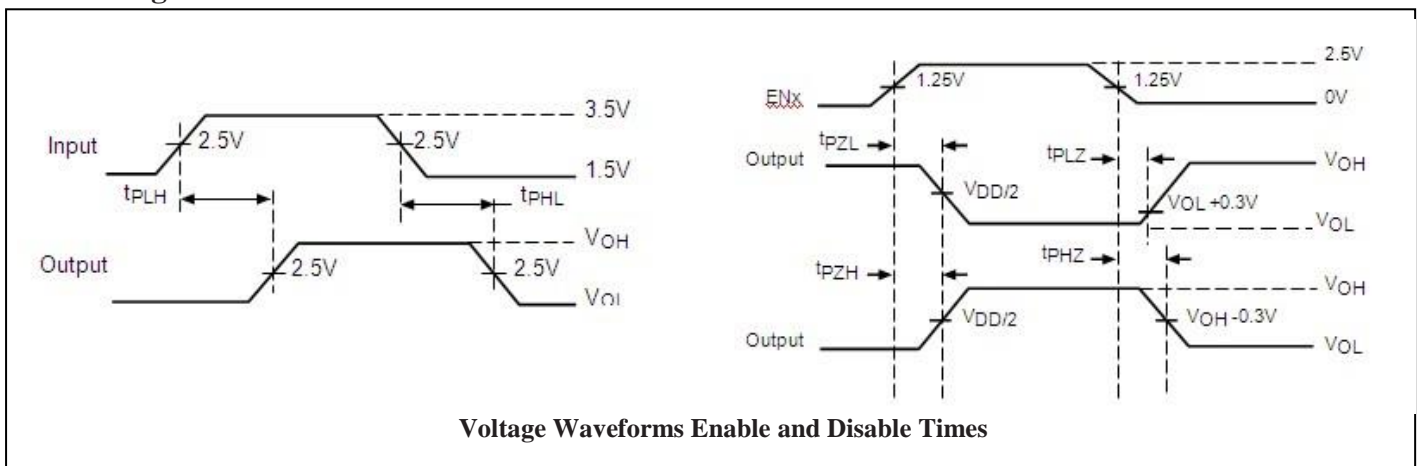 2.5V
1.25V
1.25V
ENx
0V
3.5V
2.5V
2.5V
Input
1.5V
tPLH
tPHL
VOH
Output
2.5V
2.5V
VOL
tPZL
tPLZ
Output
VOH
VDD/2
VOL +0.3V
VOL
tPZH
tPHZ
VOH
VDD/2
VOH -0.3V
Output
VOL
Voltage Waveforms Enable and Disable Times